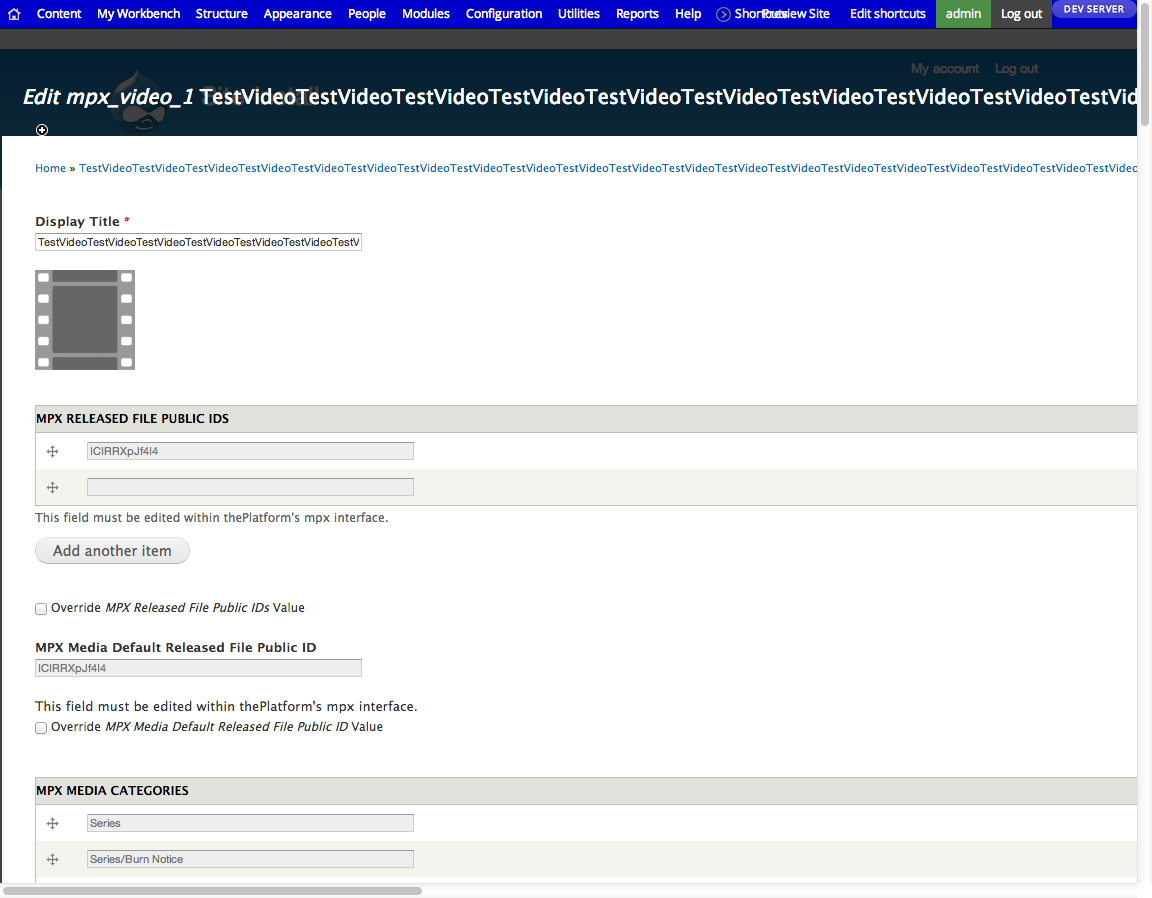 Content My Workbench Structure Appearance People Modules Configuration Utilities Reports Help Shortcuts Preview Site Edit shortcuts admin Log out DEV SERVER
My account Log out
Edit mpx_video_1 TestVideoTestVideoTestVideoTestVideoTestVideoTestVideoTestVideoTestVideoTestVideoTestVid
Home » TestVideoTestVideoTestVideoTestVideoTestVideoTestVideoTestVideoTestVideoTestVideoTestVideoTestVideoTestVideoTestVideoTestVideoTestVideoTestVideoTestVideoTestVideoTestVideoTestVideo
Display Title *
TestVideoTestVideoTestVideoTestVideoTestVideoTestVideoTestV
MPX RELEASED FILE PUBLIC IDS
ICIRRXpJf4I4
This field must be edited within thePlatform's mpx interface.
Add another item
Override MPX Released File Public IDs Value
MPX Media Default Released File Public ID
ICIRRXpJf4I4
This field must be edited within thePlatform's mpx interface.
Override MPX Media Default Released File Public ID Value
MPX MEDIA CATEGORIES
Series
Series/Burn Notice